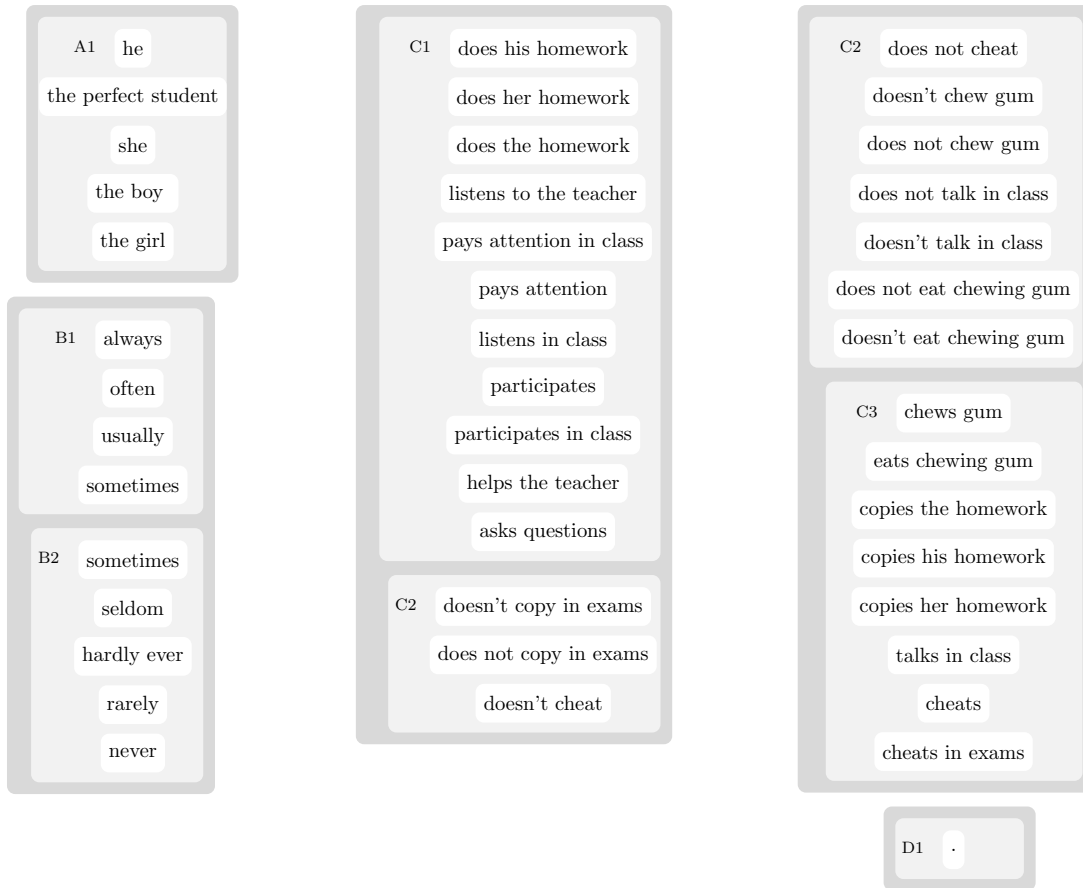 A1 he
the perfect student
she
the boy
the girl
B1 always
often
usually
sometimes
B2 sometimes
seldom
hardly ever
rarely
never
C1 does his homework
does her homework
does the homework
listens to the teacher
pays attention in class
pays attention
listens in class
participates
participates in class
helps the teacher
asks questions
C2 doesn't copy in exams
does not copy in exams
doesn't cheat
C2 does not cheat
doesn't chew gum
does not chew gum
does not talk in class
doesn't talk in class
does not eat chewing gum
doesn't eat chewing gum
C3 chews gum
eats chewing gum
copies the homework
copies his homework
copies her homework
talks in class
cheats
cheats in exams
D1 .